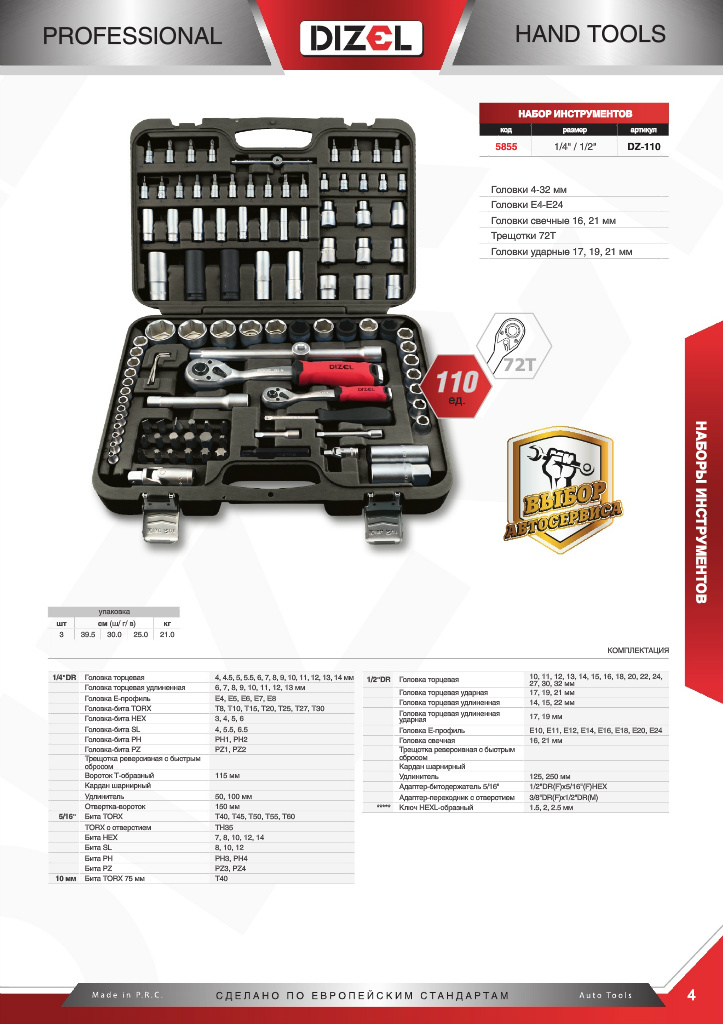 PROFESSIONAL
DIZEL
HAND TOOLS
НАБОР ИНСТРУМЕНТОВ
код размер артикул
5855 1/4" / 1/2" DZ-110
Головки 4-32 мм
Головки E4-E24
Головки свечные 16, 21 мм
Трещотки 72T
Головки ударные 17, 19, 21 мм
72T
110
ед.
DIZEL
DIZEL
ВЫБОР
АВТОСЕРВИСА
НАБОРЫ ИНСТРУМЕНТОВ
упаковка
шт см (ш/ г/ в) кг
3 39.5 30.0 25.0 21.0
КОМПЛЕКТАЦИЯ
1/4"DR Головка торцевая 4, 4.5, 5, 5.5, 6, 7, 8, 9, 10, 11, 12, 13, 14 мм
Головка торцевая удлиненная 6, 7, 8, 9, 10, 11, 12, 13 мм
Головка E-профиль E4, E5, E6, E7, E8
Головка-бита TORX T8, T10, T15, T20, T25, T27, T30
Головка-бита HEX 3, 4, 5, 6
Головка-бита SL 4, 5.5, 6.5
Головка-бита PH PH1, PH2
Головка-бита PZ PZ1, PZ2
Трещотка реверсивная с быстрым
сбросом
Вороток Т-образный 115 мм
Кардан шарнирный
Удлинитель 50, 100 мм
Отвертка-вороток 150 мм
5/16" Бита TORX T40, T45, T50, T55, T60
TORX с отверстием TH35
Бита HEX 7, 8, 10, 12, 14
Бита SL 8, 10, 12
Бита PH PH3, PH4
Бита PZ PZ3, PZ4
10 мм Бита TORX 75 мм T40
1/2"DR Головка торцевая 10, 11, 12, 13, 14, 15, 16, 18, 20, 22, 24,
27, 30, 32 мм
Головка торцевая ударная 17, 19, 21 мм
Головка торцевая удлиненная 14, 15, 22 мм
Головка торцевая удлиненная
ударная 17, 19 мм
Головка E-профиль E10, E11, E12, E14, E16, E18, E20, E24
Головка свечная 16, 21 мм
Трещотка реверсивная с быстрым
сбросом
Кардан шарнирный
Удлинитель 125, 250 мм
Адаптер-битодержатель 5/16" 1/2"DR(F)x5/16"(F)HEX
Адаптер-переходник с отверстием 3/8"DR(F)x1/2"DR(M)
***** Ключ HEXL-образный 1.5, 2, 2.5 мм
Made in P.R.C.
СДЕЛАНО ПО ЕВРОПЕЙСКИМ СТАНДАРТАМ
Auto Tools
4